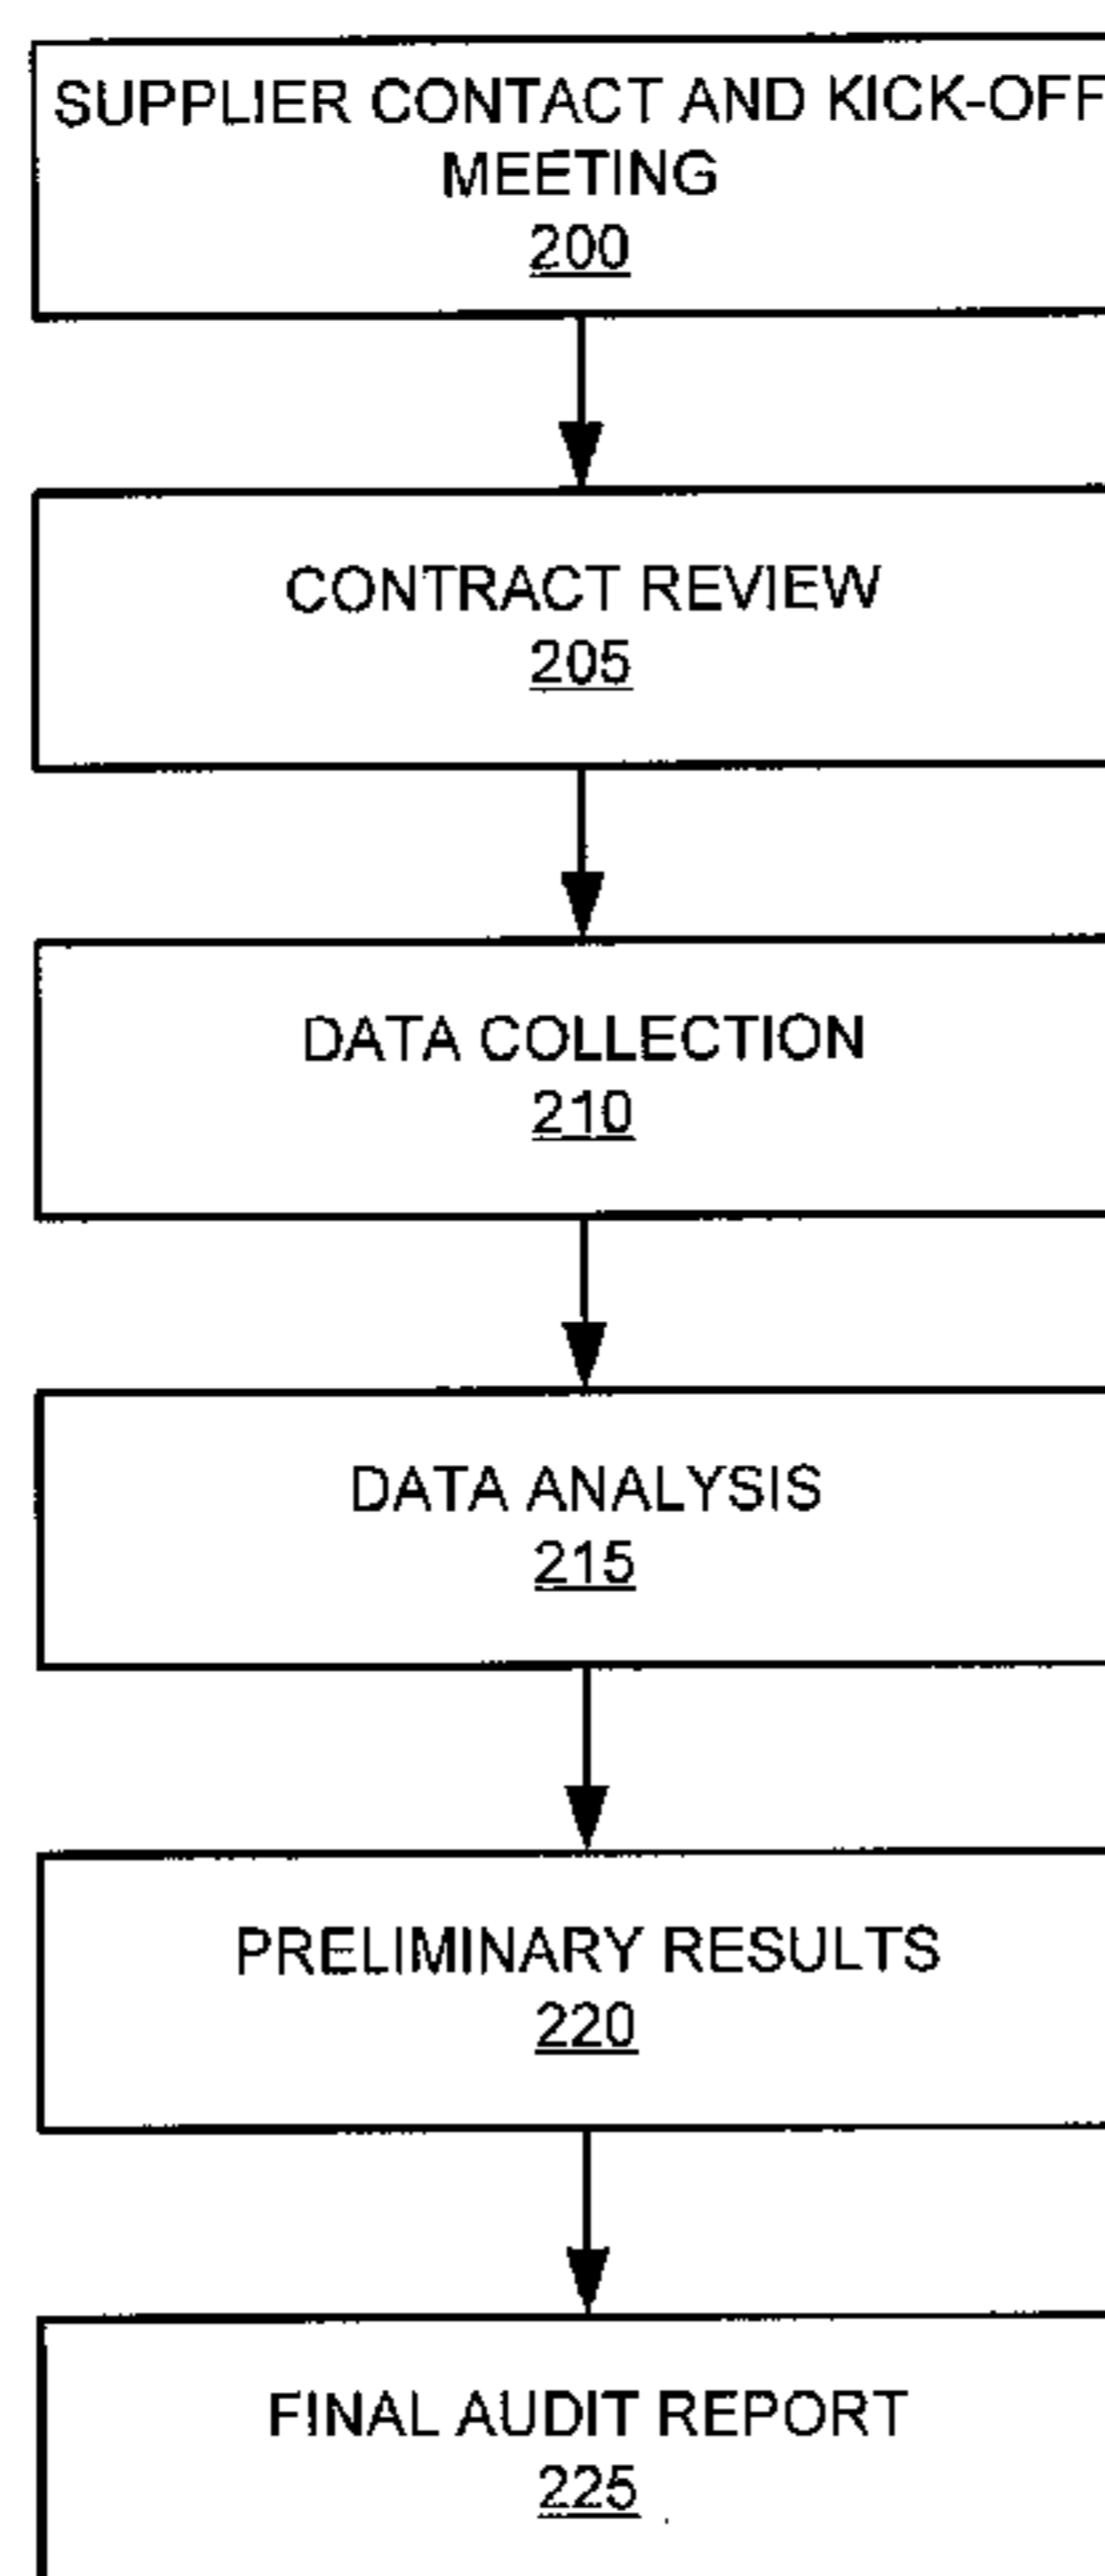 SUPPLIER CONTACT AND KICK-OFF
MEETING
200
CONTRACT REVIEW
205
DATA COLLECTION
210
DATA ANALYSIS
215
PRELIMINARY RESULTS
220
FINAL AUDIT REPORT
225